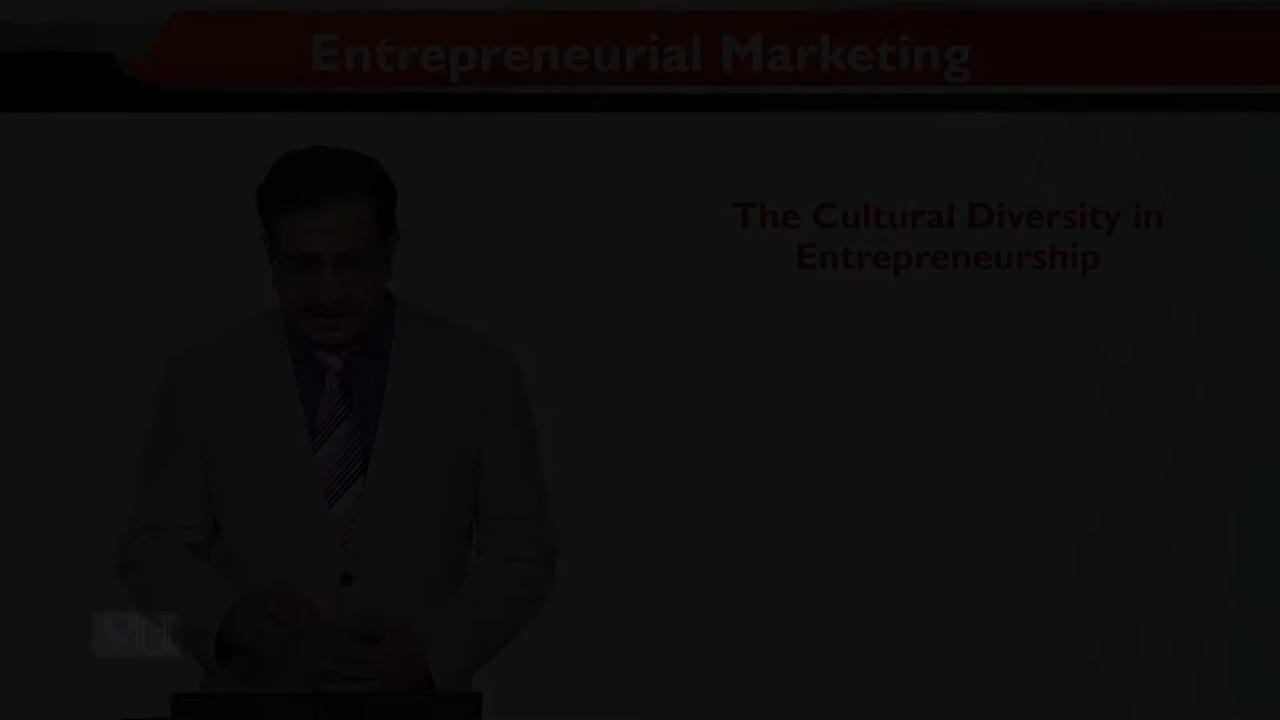 Entrepreneurial Marketing
The Cultural Diversity in
Entrepreneurship